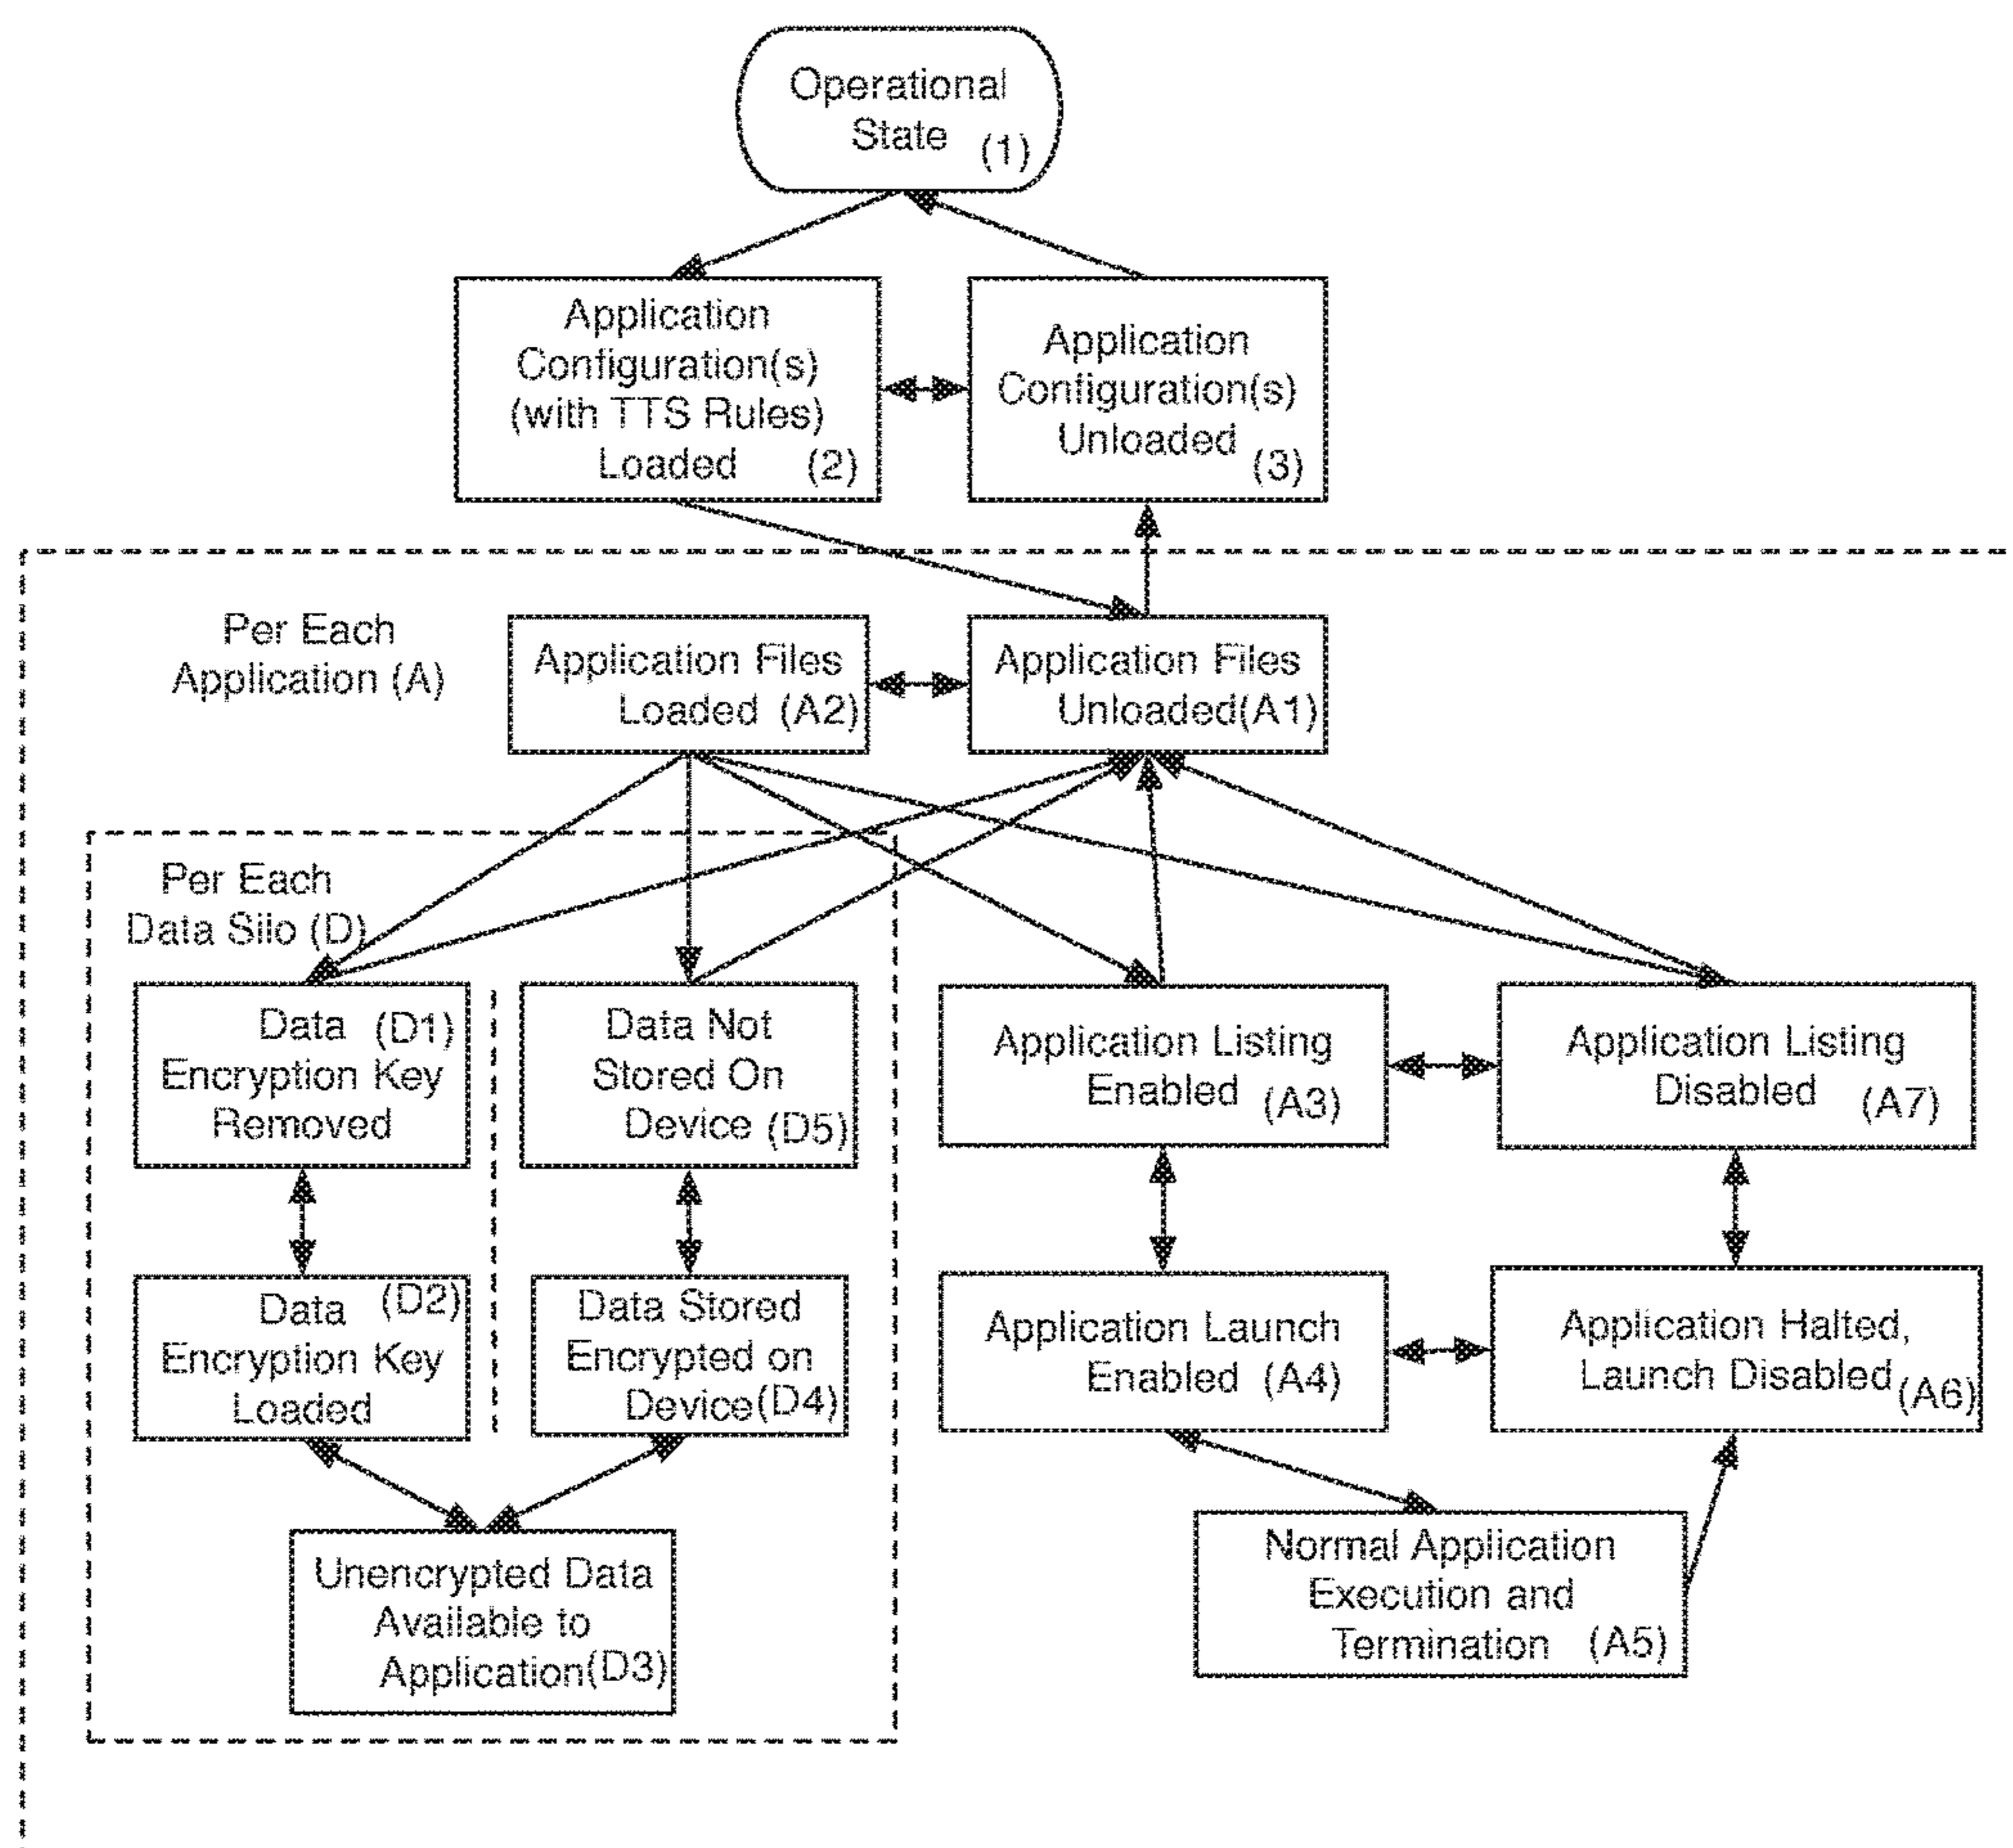 Operational
State (1)
Application
Configuration(s)
(with TTS Rules)
Loaded (2)
Application
Configuration(s)
Unloaded
(3)
Per Each
Application (A)
Application Files
Loaded (A2)
Application Files
Unloaded(A1)
Per Each
Data Silo (D)
Data (D1)
Encryption Key
Removed
Data Not
Stored On
Device (D5)
Application Listing
Enabled (A3)
Application Listing
Disabled (A7)
Data (D2)
Encryption Key
Loaded
Data Stored
Encrypted on
Device(D4)
Application Launch
Enabled (A4)
Application Halted,
Launch Disabled (A6)
Unencrypted Data
Available to
Application(D3)
Normal Application
Execution and
Termination (A5)